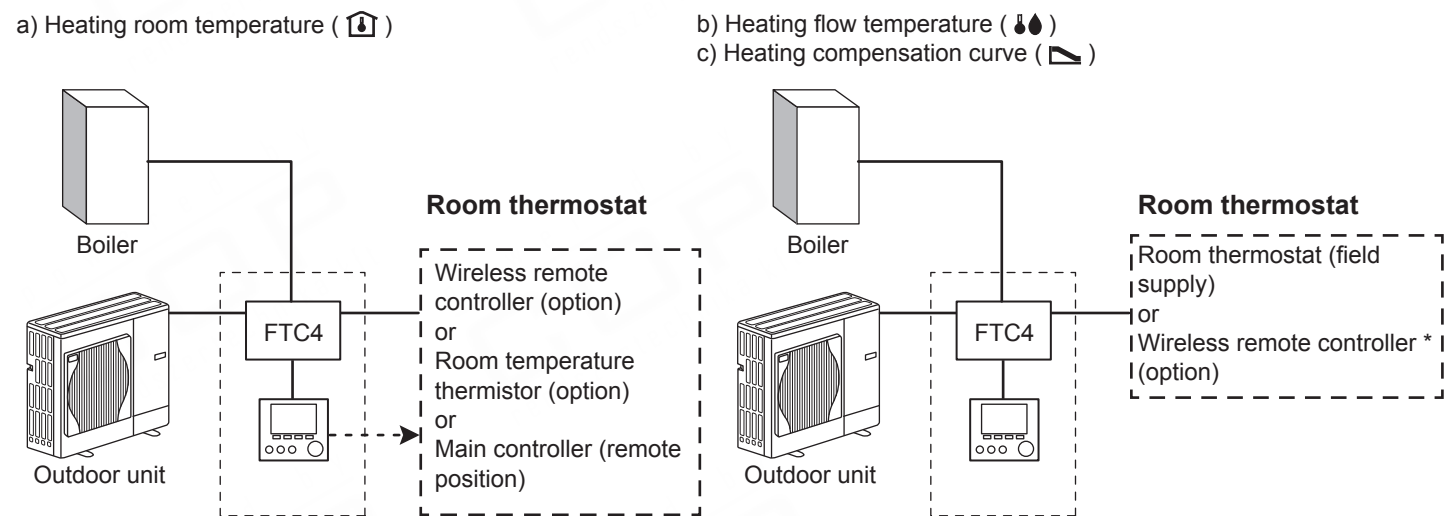 a) Heating room temperature ( )
Boiler
Outdoor unit
FTC4
Room thermostat
Wireless remote
controller (option)
or
Room temperature
thermistor (option)
or
Main controller (remote
position)
b) Heating flow temperature ( )
c) Heating compensation curve ( )
Boiler
Outdoor unit
FTC4
Room thermostat
Room thermostat (field
supply)
or
Wireless remote controller *
(option)